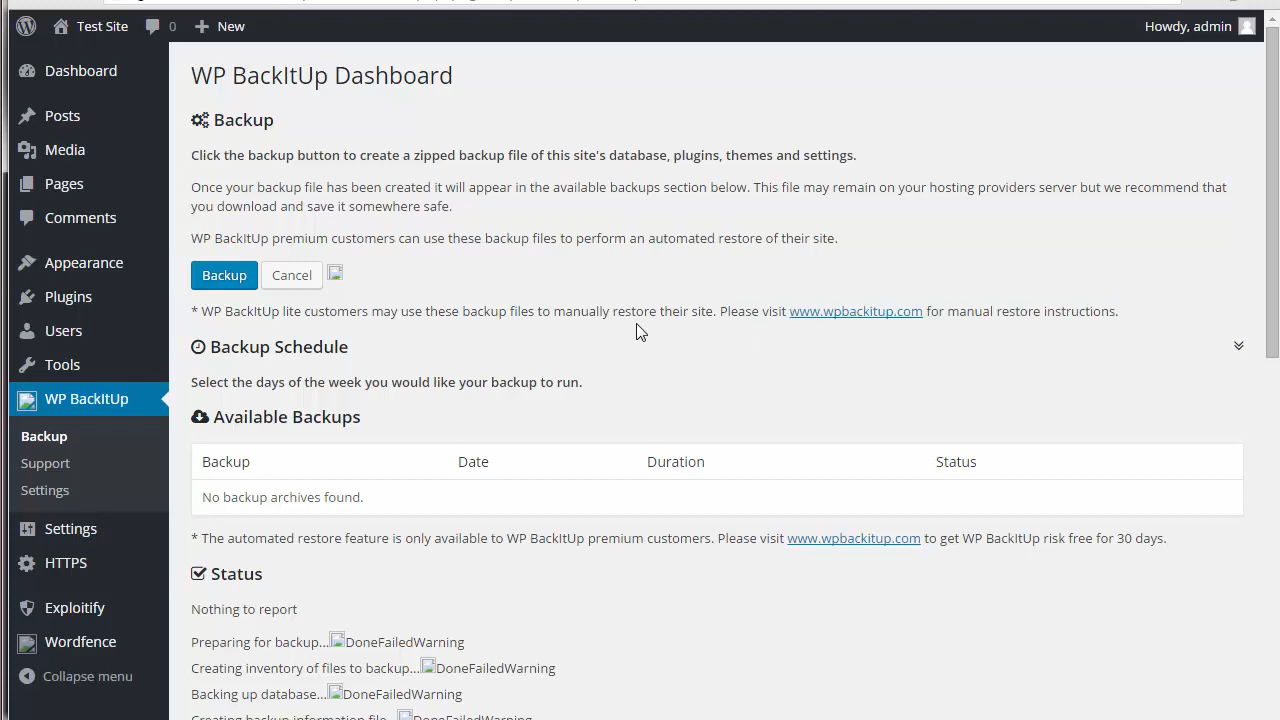 Test Site
0
New
Howdy, admin
Dashboard
Posts
Media
Pages
Comments
Appearance
Plugins
Users
Tools
WP BackItUp
Backup
Support
Settings
Settings
HTTPS
Exploitify
Wordfence
Collapse menu
WP BackItUp Dashboard
Backup
Click the backup button to create a zipped backup file of this site's database, plugins, themes and settings.
Once your backup file has been created it will appear in the available backups section below. This file may remain on your hosting providers server but we recommend that
you download and save it somewhere safe.
WP BackItUp premium customers can use these backup files to perform an automated restore of their site.
Backup Cancel
* WP BackItUp lite customers may use these backup files to manually restore their site. Please visit www.wpbackitup.com for manual restore instructions.
Backup Schedule
Select the days of the week you would like your backup to run.
Available Backups
Backup Date Duration Status
No backup archives found.
* The automated restore feature is only available to WP BackItUp premium customers. Please visit www.wpbackitup.com to get WP BackItUp risk free for 30 days.
Status
Nothing to report
Preparing for backup...DoneFailedWarning
Creating inventory of files to backup...DoneFailedWarning
Backing up database...DoneFailedWarning
Creating backup information file...DoneFailedWarning